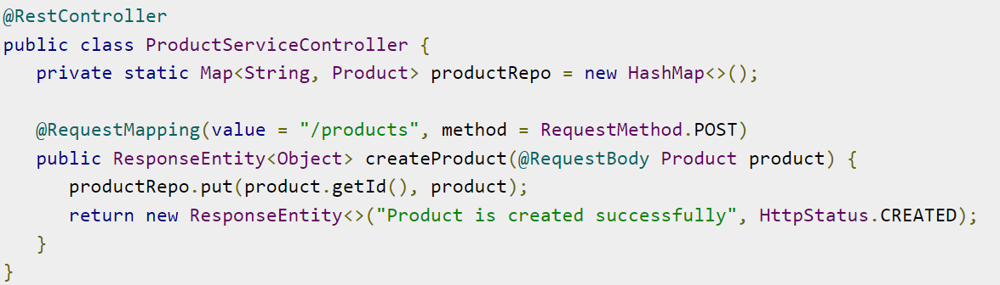 @RestController
public class ProductServiceController {
   private static Map<String, Product> productRepo = new HashMap<>();

   @RequestMapping(value = "/products", method = RequestMethod.POST)
   public ResponseEntity<Object> createProduct(@RequestBody Product product) {
      productRepo.put(product.getId(), product);
      return new ResponseEntity<>("Product is created successfully", HttpStatus.CREATED);
   }
}